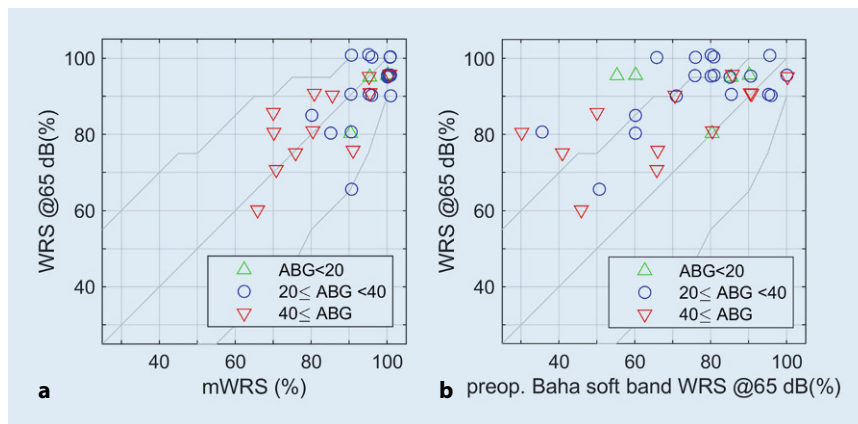 100
80
60
40
WRS @65 dB(%)
ABG<20
20≤ ABG <40
40≤ ABG
40
60
80
100
mWRS (%)
a
100
80
60
40
WRS @65 dB(%)
ABG<20
20≤ ABG <40
40≤ ABG
40
60
80
100
preop. Baha soft band WRS @65 dB(%)
b